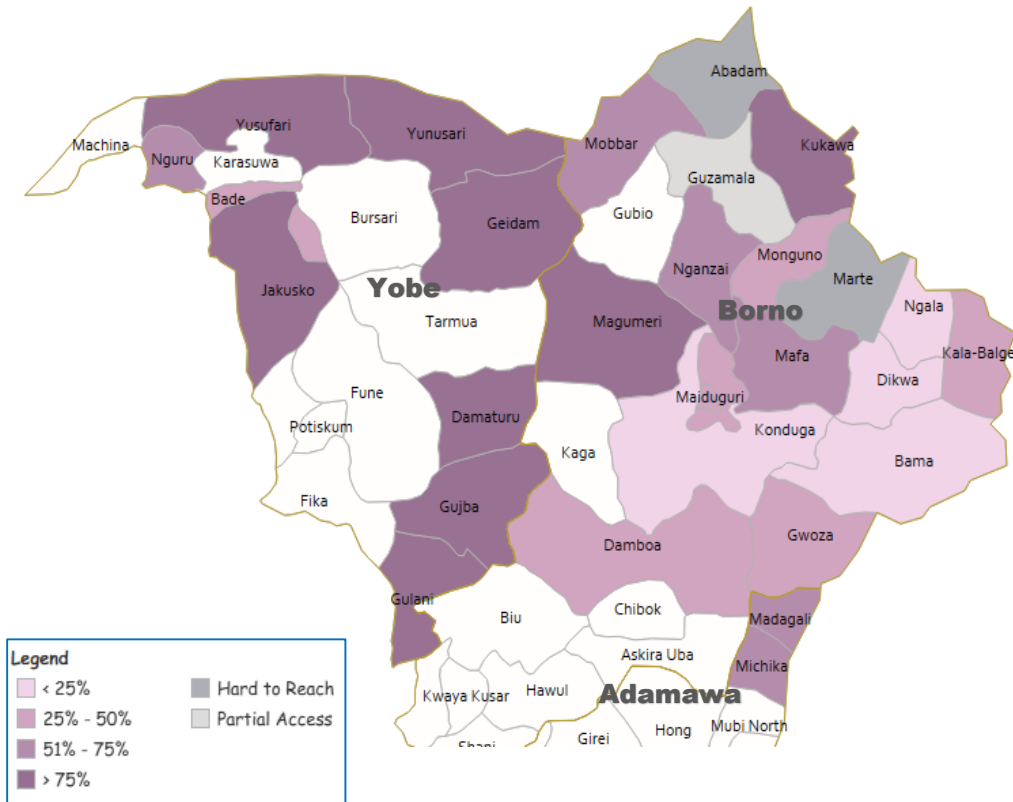 Abadam
Machina
Yusufari
Yunusari
Mobbar
Kukawa
Nguru
Karasuwa
Guzamala
Bade
Bursari
Geidam
Gubio
Nganzai
Monguno
Marte
Jakusko
Yobe
Tarmua
Magumeri
Borno
Ngala
Mafa
Kala-Balge
Dikwa
Fune
Maiduguri
Damaturu
Potiskum
Konduga
Kaga
Bama
Fika
Gujba
Damboa
Gwoza
Gulani
Biu
Chibok
Madagali
Askira Uba
Michika
Kwaya Kusar
Hawul
Adamawa
Mubi North
Shani
Girei
Hong
Legend
< 25%
25% - 50%
51% - 75%
> 75%
Hard to Reach
Partial Access